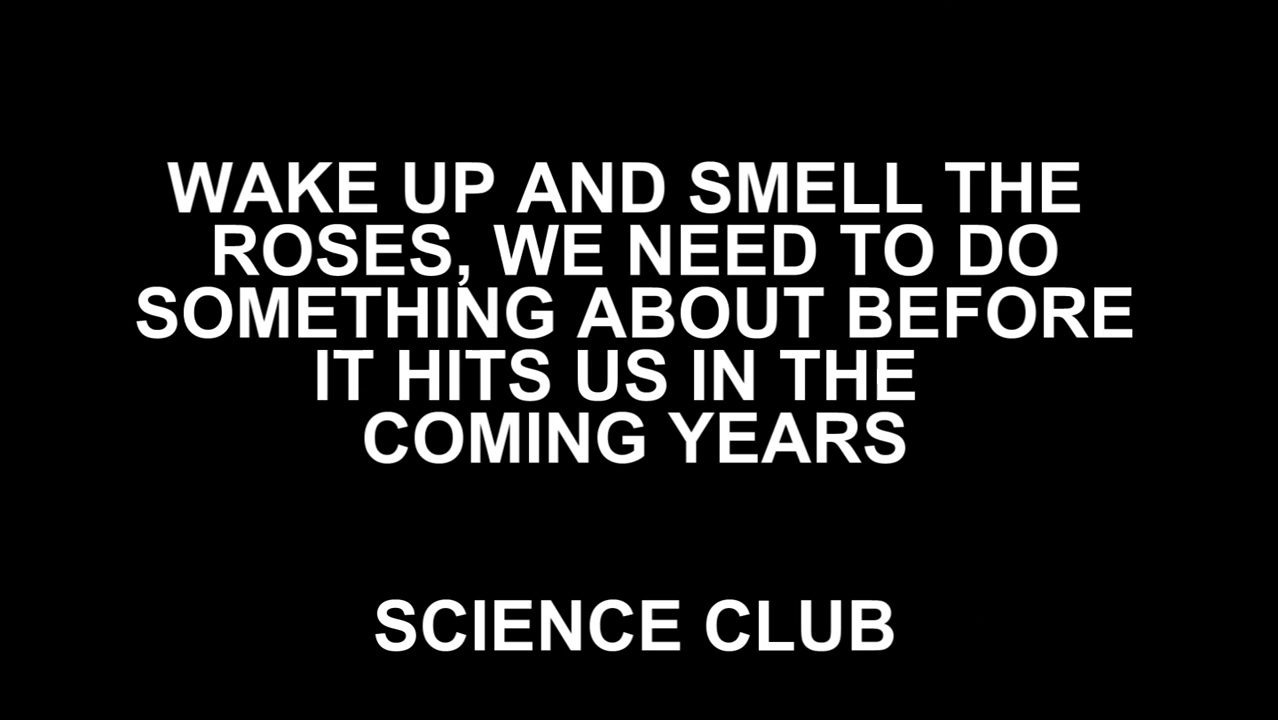 WAKE UP AND SMELL THE
ROSES, WE NEED TO DO
SOMETHING ABOUT BEFORE
IT HITS US IN THE
COMING YEARS
SCIENCE CLUB